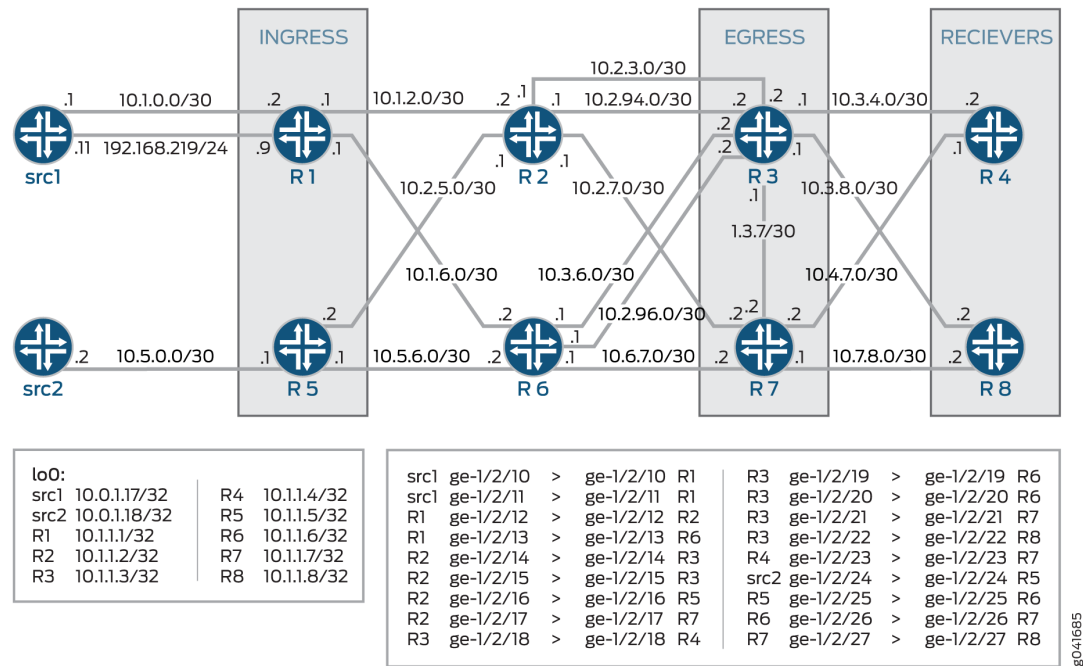 INGRESS
EGRESS
RECIEVERS
10.2.3.0/30
.1
.2
.1 10.1.0.0/30 .2 .1 10.1.2.0/30 .2 .1 10.2.94.0/30 .2 .1 10.3.4.0/30 .2
.2
.11 192.168.219/24 .9 .1 .1 .1 .2 .1 .1
src1 R 1 R 2 R 3 R 4
10.2.5.0/30 10.2.7.0/30 .1 10.3.8.0/30
1.3.7/30
10.1.6.0/30 10.3.6.0/30 10.4.7.0/30
.2 .2 .1 10.2.96.0/30 .2 .2 .2 .2
.1
.2 10.5.0.0/30 .1 .1 10.5.6.0/30 .2 .1 10.6.7.0/30 .2 .1 10.7.8.0/30 .2
src2 R 5 R 6 R 7 R 8
lo0:
src1 10.0.1.17/32 R4 10.1.1.4/32
src2 10.0.1.18/32 R5 10.1.1.5/32
R1 10.1.1.1/32 R6 10.1.1.6/32
R2 10.1.1.2/32 R7 10.1.1.7/32
R3 10.1.1.3/32 R8 10.1.1.8/32
src1 ge-1/2/10 > ge-1/2/10 R1 R3 ge-1/2/19 > ge-1/2/19 R6
src1 ge-1/2/11 > ge-1/2/11 R1 R3 ge-1/2/20 > ge-1/2/20 R6
R1 ge-1/2/12 > ge-1/2/12 R2 R3 ge-1/2/21 > ge-1/2/21 R7
R1 ge-1/2/13 > ge-1/2/13 R6 R3 ge-1/2/22 > ge-1/2/22 R8
R2 ge-1/2/14 > ge-1/2/14 R3 R4 ge-1/2/23 > ge-1/2/23 R7
R2 ge-1/2/15 > ge-1/2/15 R3 src2 ge-1/2/24 > ge-1/2/24 R5
R2 ge-1/2/16 > ge-1/2/16 R5 R5 ge-1/2/25 > ge-1/2/25 R6
R2 ge-1/2/17 > ge-1/2/17 R7 R6 ge-1/2/26 > ge-1/2/26 R7
R3 ge-1/2/18 > ge-1/2/18 R4 R7 ge-1/2/27 > ge-1/2/27 R8
g041685